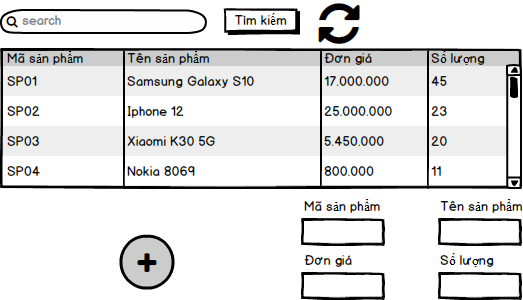 search Tìm kiếm
Mã sản phẩm Tên sản phẩm Đơn giá Số lượng
SP01 Samsung Galaxy S10 17.000.000 45
SP02 Iphone 12 25.000.000 23
SP03 Xiaomi K30 5G 5.450.000 20
SP04 Nokia 8069 800.000 11
Mã sản phẩm Tên sản phẩm
Đơn giá Số lượng